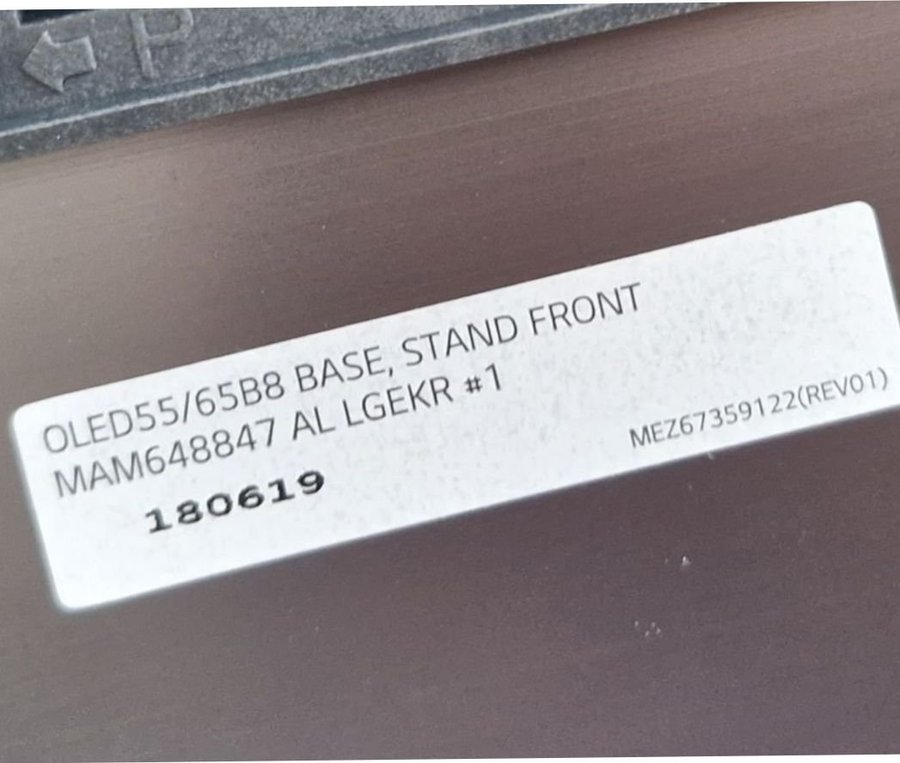 P
OLED55/65B8 BASE, STAND FRONT
MAM648847 AL LGEKR #1
MEZ67359122(REV01)
180619